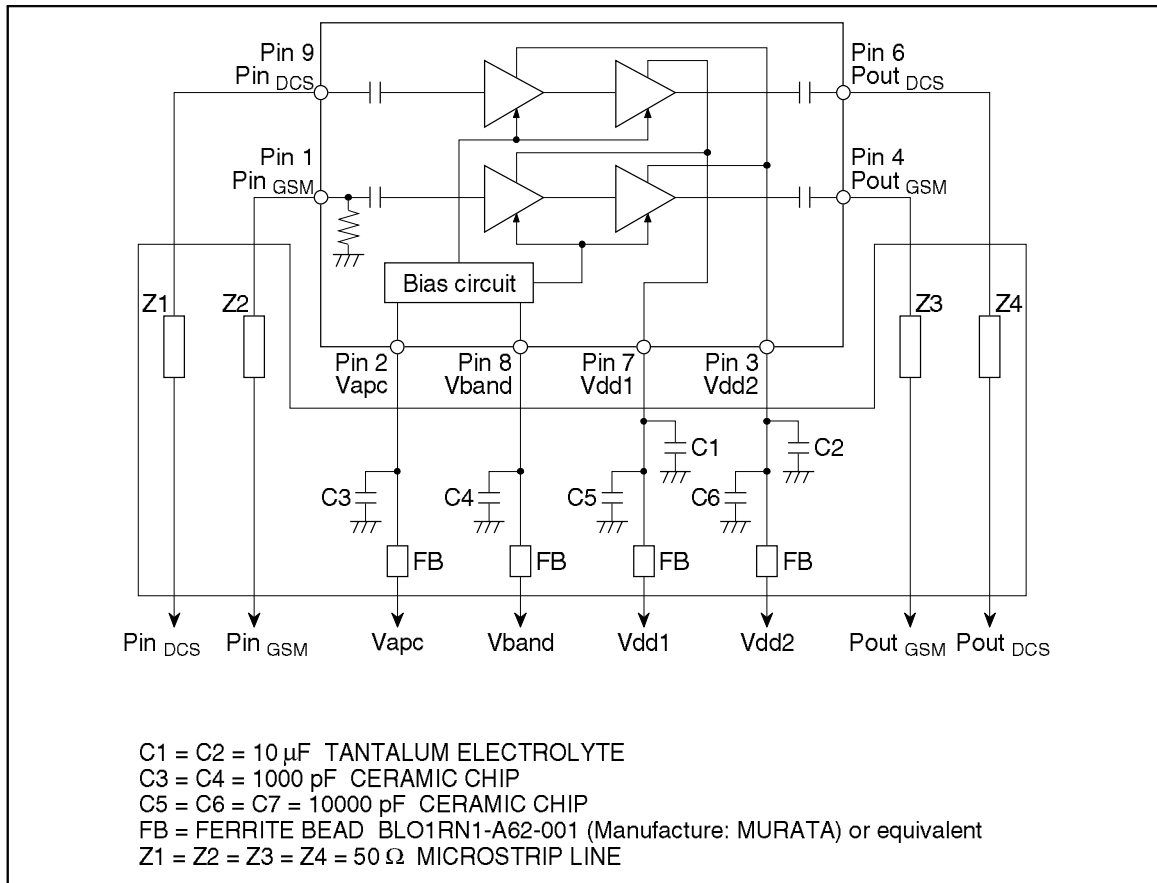 Pin 9
Pin DCS
Pin 6
Pout DCS
Pin 1
Pin GSM
Pin 4
Pout GSM
Bias circuit
Z1
Z2
Z3
Z4
Pin 2
Vapc
Pin 8
Vband
Pin 7
Vdd1
Pin 3
Vdd2
C1
C2
C3
C4
C5
C6
FB
FB
FB
FB
Pin DCS
Pin GSM
Vapc
Vband
Vdd1
Vdd2
Pout GSM
Pout DCS
C1 = C2 = 10 µF TANTALUM ELECTROLYTE
C3 = C4 = 1000 pF CERAMIC CHIP
C5 = C6 = C7 = 10000 pF CERAMIC CHIP
FB = FERRITE BEAD BLO1RN1-A62-001 (Manufacture: MURATA) or equivalent
Z1 = Z2 = Z3 = Z4 = 50 Ω MICROSTRIP LINE